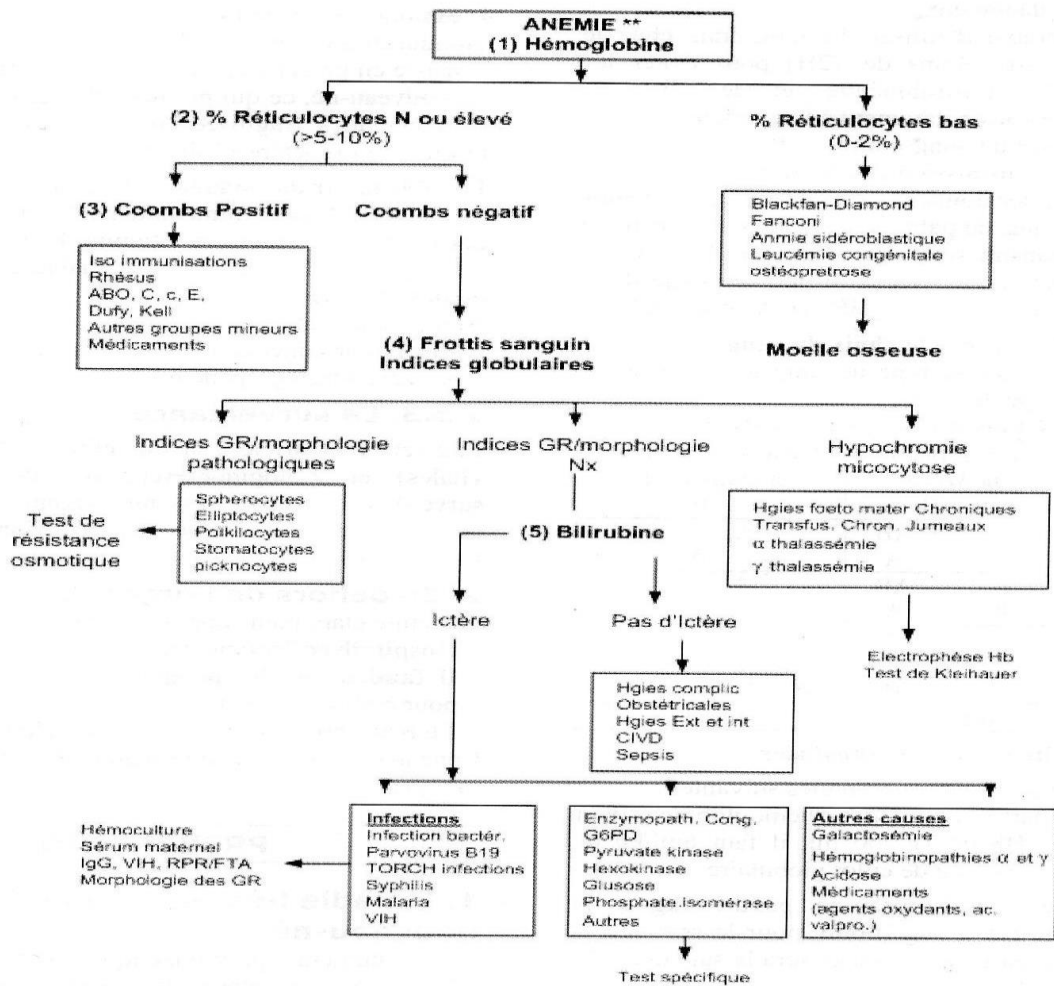 ANEMIE **
(1) Hémoglobine
(2) % Réticulocytes N ou élevé
(>5-10%)
% Réticulocytes bas
(0-2%)
(3) Coombs Positif
Coombs négatif
Blackfan-Diamond
Fanconi
Anmie sidéroblastique
Leucémie congénitale
ostéopretrose
Iso immunisations
Rhésus
ABO, C, c, E,
Dufy, Kell
Autres groupes mineurs
Médicaments
(4) Frottis sanguin
Indices globulaires
Moelle osseuse
Indices GR/morphologie
pathologiques
Indices GR/morphologie
Nx
Hypochromie
micocytose
Spherocytes
Elliptocytes
Poikilocytes
Stomatocytes
picknocytes
Test de
résistance
osmotique
(5) Bilirubine
Hgies foeto mater Chroniques
Transfus. Chron. Jumeaux
α thalassémie
γ thalassémie
Ictère
Pas d'Ictère
Electrophèse Hb
Test de Kleihauer
Hgies complic
Obstétricales
Hgies Ext et int
CIVD
Sepsis
Hémoculture
Sérum maternel
IgG, VIH, RPR/FTA
Morphologie des GR
Infections
Infection bactér.
Parvovirus B19
TORCH infections
Syphilis
Malaria
VIH
Enzymopath. Cong.
G6PD
Pyruvate kinase
Hexokinase
Glusose
Phosphate.isomérase
Autres
Autres causes
Galactosémie
Hémoglobinopathies α et γ
Acidose
Médicaments
(agents oxydants, ac.
valpro.)
Test spécifique